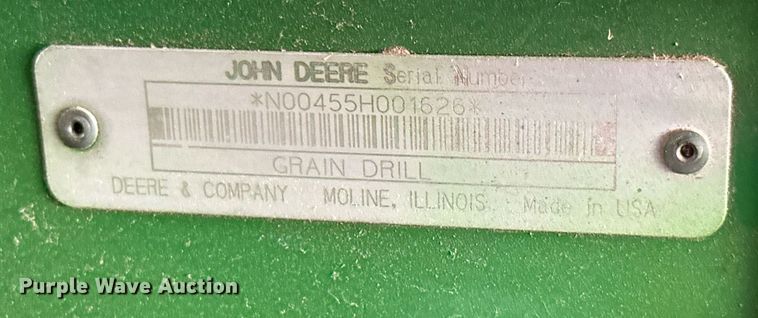 JOHN DEERE Serial Number
*N00455H001626*
GRAIN DRILL
DEERE & COMPANY MOLINE, ILLINOIS Made in USA
Purple Wave Auction